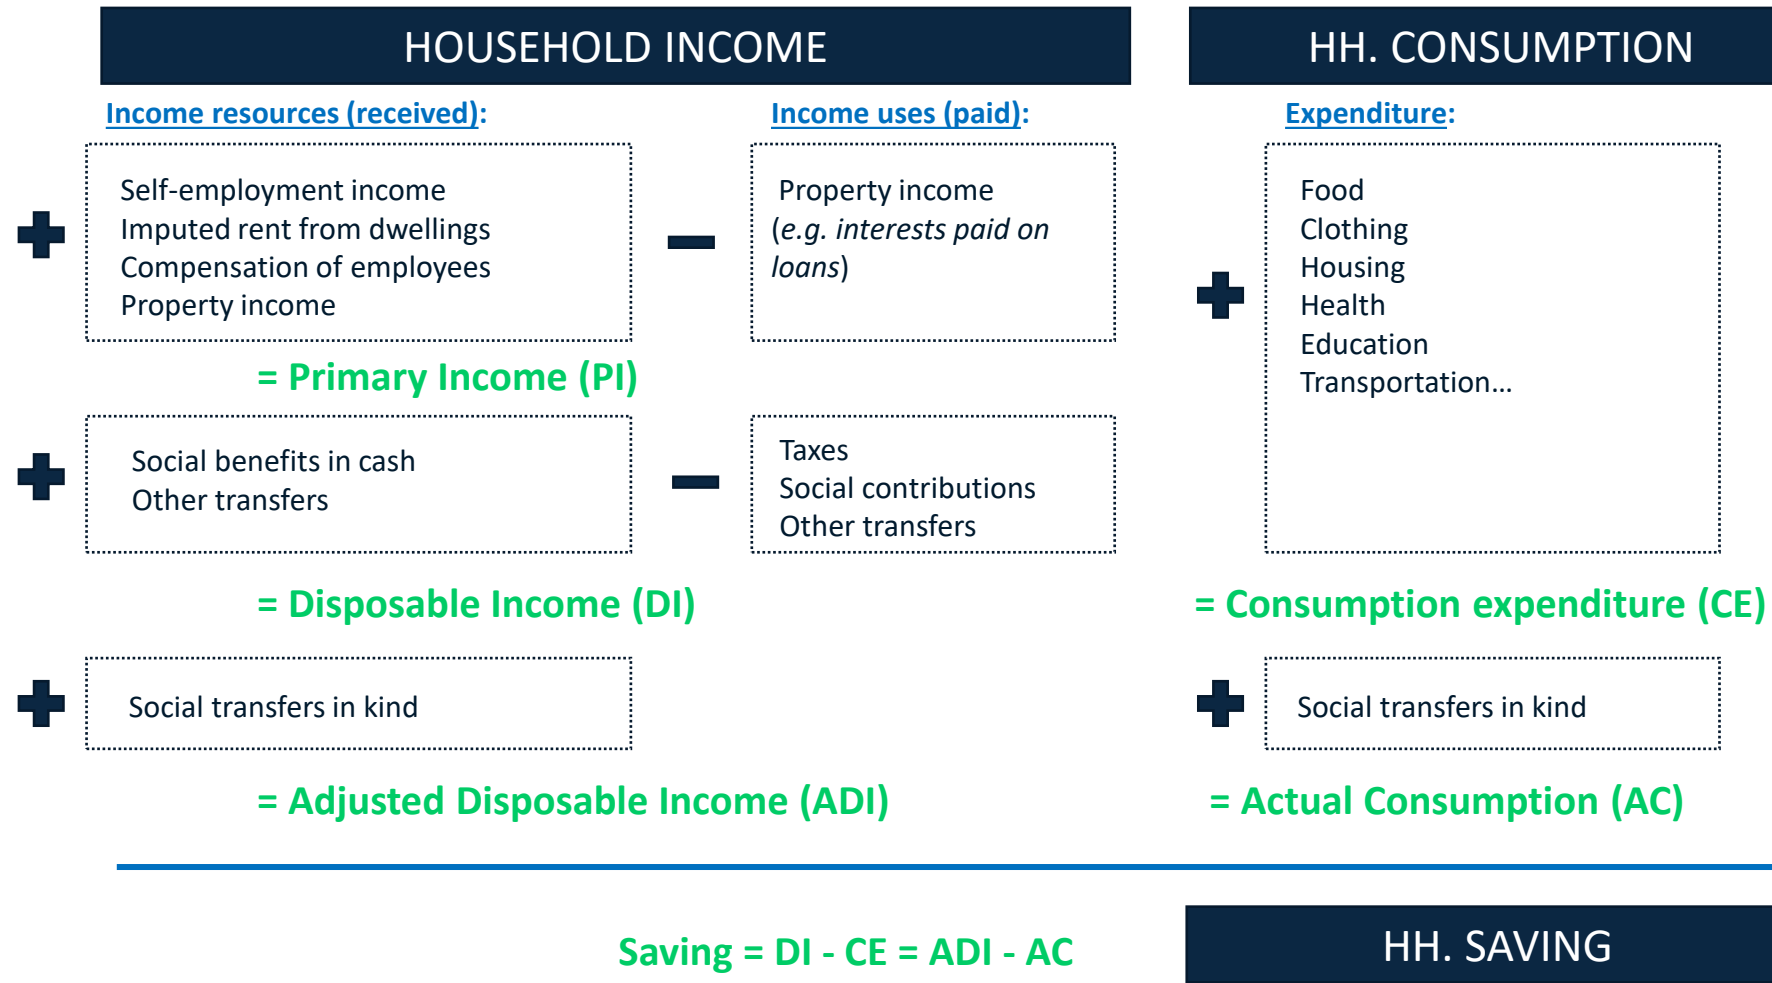 HOUSEHOLD INCOME
Income resources (received):
Income uses (paid):
Self-employment income
Imputed rent from dwellings
Compensation of employees
Property income
Property income
(e.g. interests paid on
loans)
= Primary Income (PI)
Social benefits in cash
Other transfers
Taxes
Social contributions
Other transfers
= Disposable Income (DI)
Social transfers in kind
= Adjusted Disposable Income (ADI)
HH. CONSUMPTION
Expenditure:
Food
Clothing
Housing
Health
Education
Transportation...
= Consumption expenditure (CE)
Social transfers in kind
= Actual Consumption (AC)
Saving = DI - CE = ADI - AC
HH. SAVING